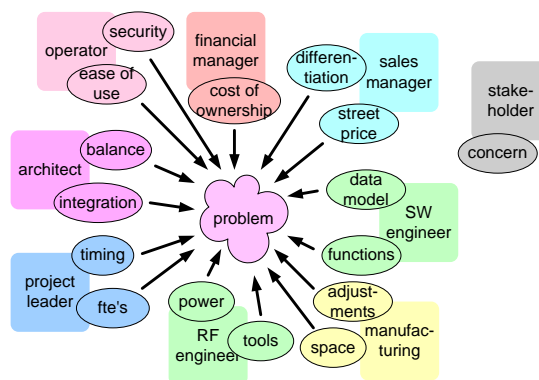 security
operator
ease of
use
financial
manager
cost of
ownership
differen-
tiation
sales
manager
street
price
stake-
holder
concern
balance
architect
integration
problem
data
model
SW
engineer
functions
timing
project
leader
fte's
power
RF
engineer
tools
adjust-
ments
space
manufac-
turing